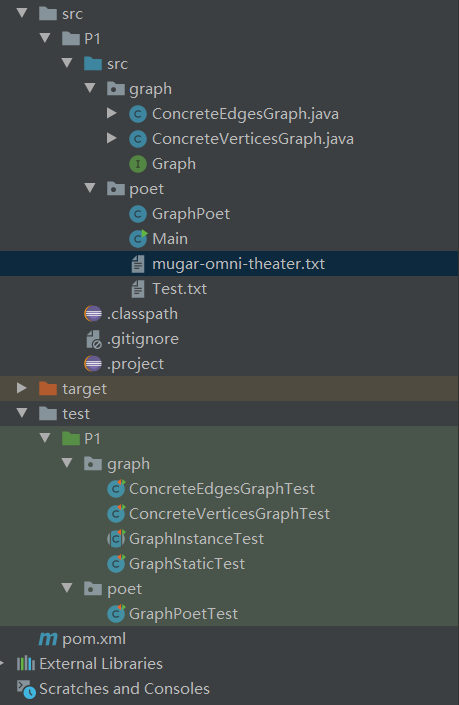 src
P1
src
graph
ConcreteEdgesGraph.java
ConcreteVerticesGraph.java
Graph
poet
GraphPoet
Main
mugar-omni-theater.txt
Test.txt
.classpath
.gitignore
.project
target
test
P1
graph
ConcreteEdgesGraphTest
ConcreteVerticesGraphTest
GraphInstanceTest
GraphStaticTest
poet
GraphPoetTest
pom.xml
External Libraries
Scratches and Consoles